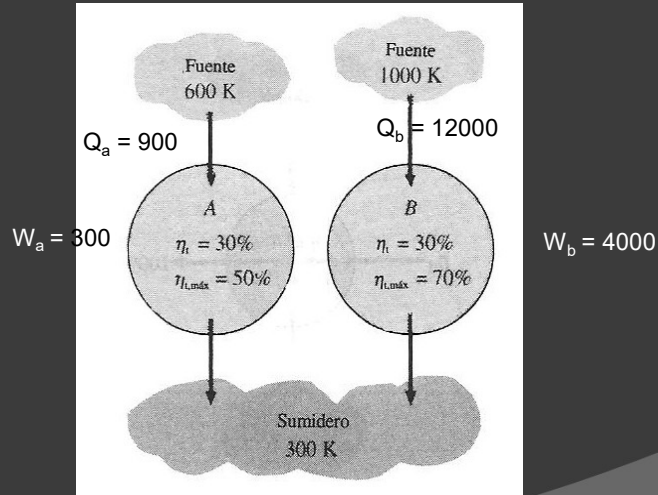 Fuente
600 K
Fuente
1000 K
Qa = 900
Qb = 12000
A
ηt = 30%
ηt,máx = 50%
B
ηt = 30%
ηt,máx = 70%
Wa = 300
Wb = 4000
Sumidero
300 K